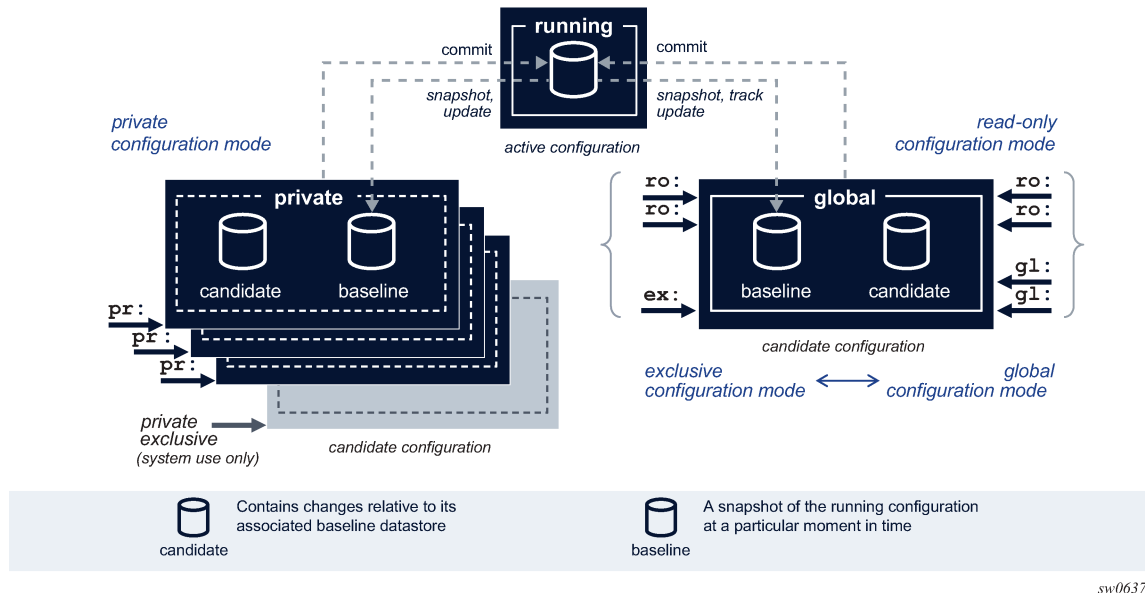 running
commit
commit
snapshot,
update
snapshot, track
update
active configuration
private
configuration mode
read-only
configuration mode
private
candidate
baseline
pr:
pr:
pr:
private
exclusive
(system use only)
candidate configuration
ro:
ro:
ex:
global
baseline
candidate
ro:
ro:
gl:
gl:
candidate configuration
exclusive
configuration mode
global
configuration mode
candidate
Contains changes relative to its
associated baseline datastore
baseline
A snapshot of the running configuration
at a particular moment in time
sw0637